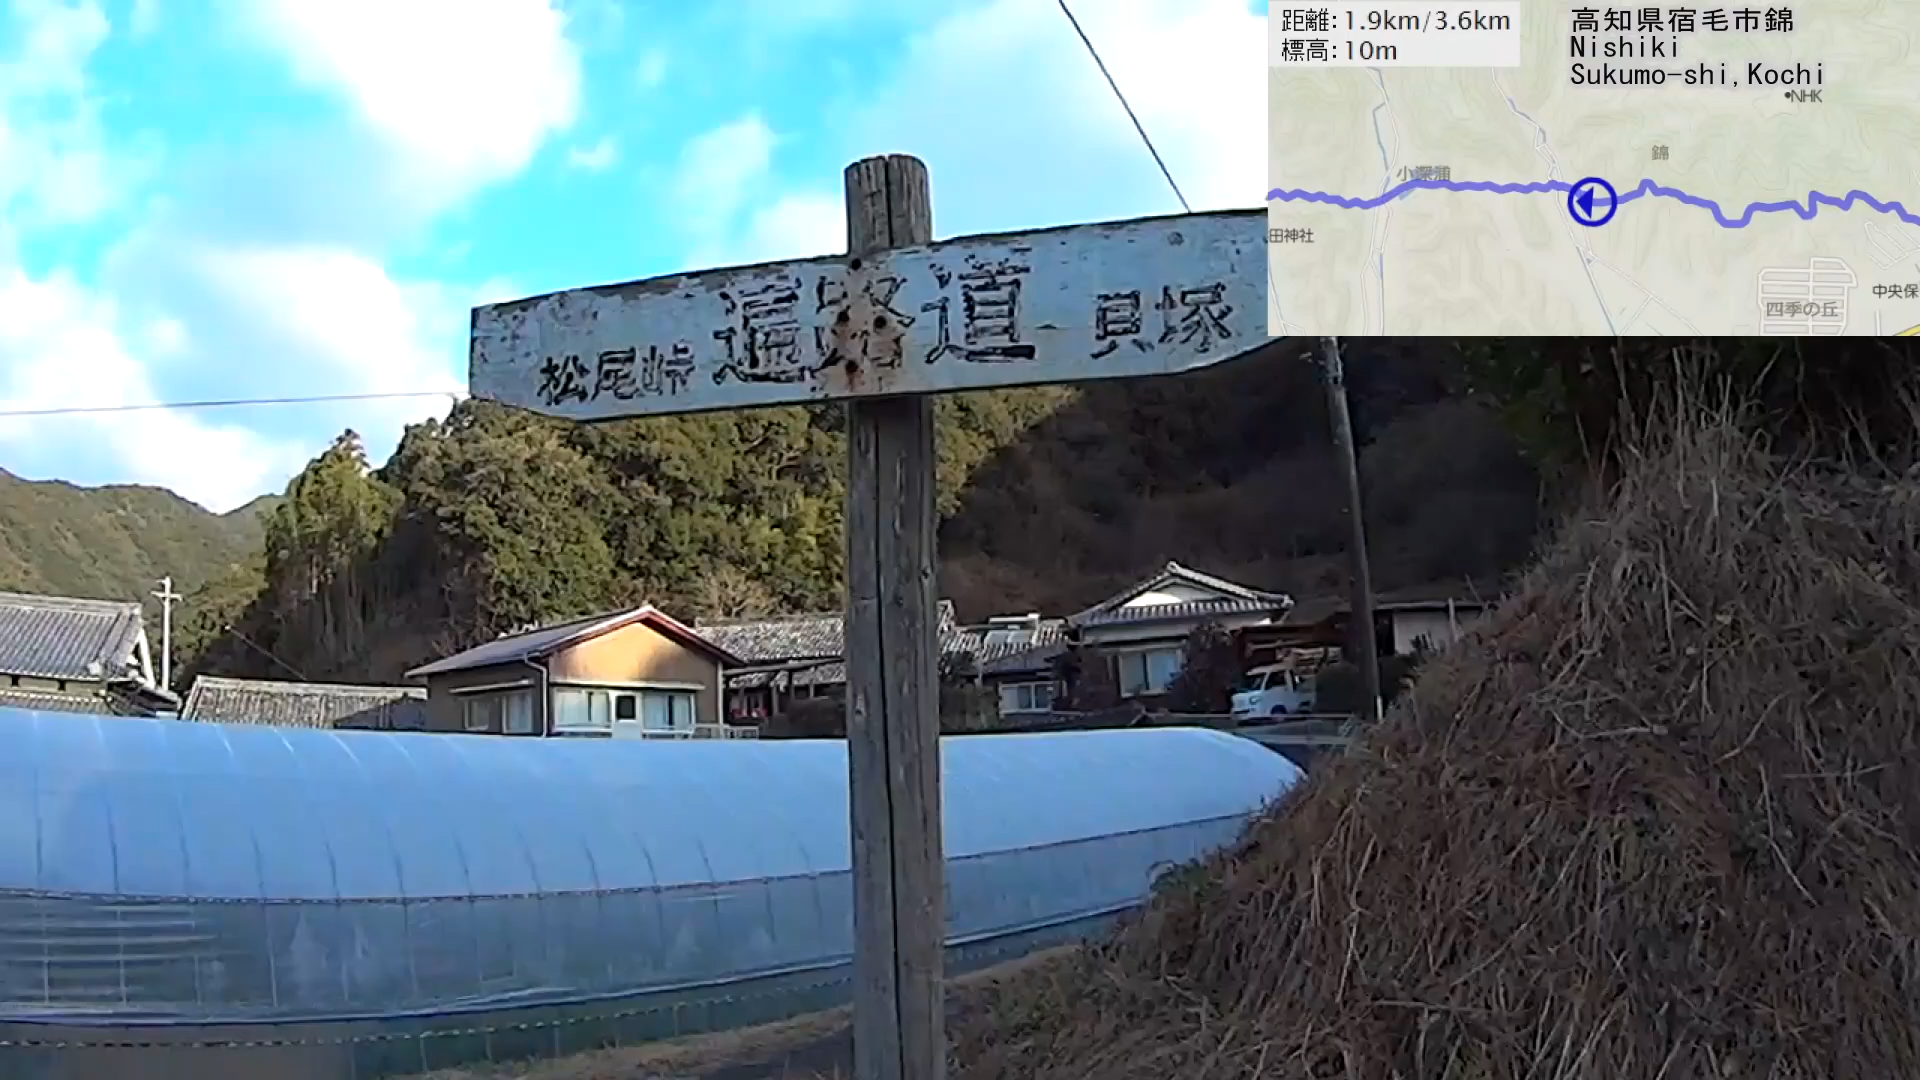 距離: 1.9km/3.6km
標高: 10m
高知県宿毛市錦
Nishiki
Sukumo-shi,Kochi
NHK
錦
小深浦
田神社
四季の丘
中央保
松尾峠 遍路道 貝塚